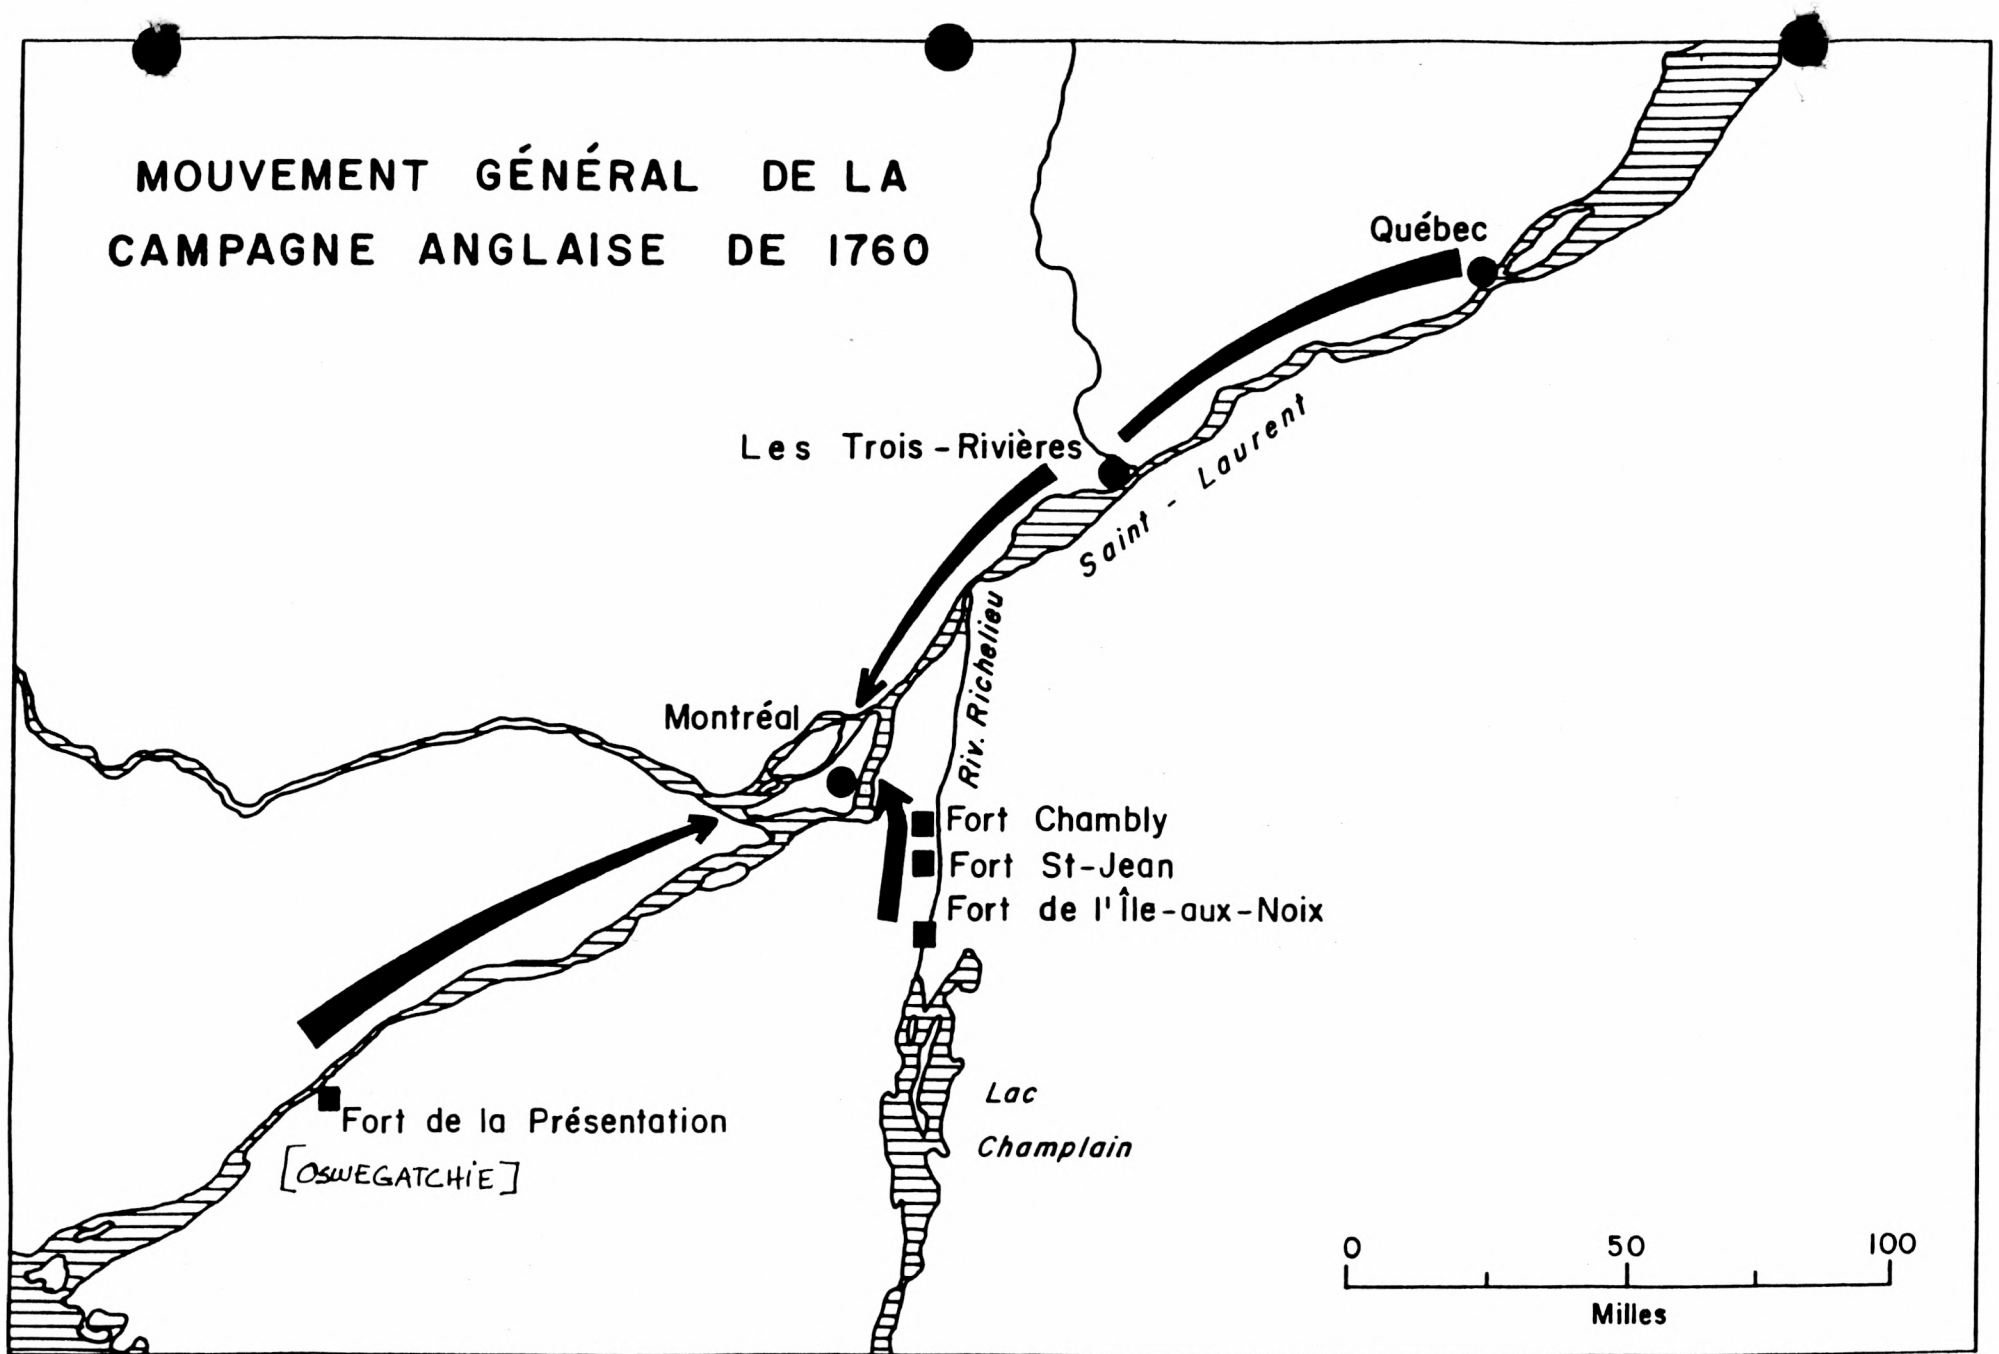 MOUVEMENT GÉNÉRAL DE LA
CAMPAGNE ANGLAISE DE 1760
Québec
Les Trois-Rivières
Saint-Laurent
Riv. Richelieu
Montréal
Fort Chambly
Fort St-Jean
Fort de l'Île-aux-Noix
Lac
Champlain
Fort de la Présentation
[OSWEGATCHiE]
0 50 100
Milles